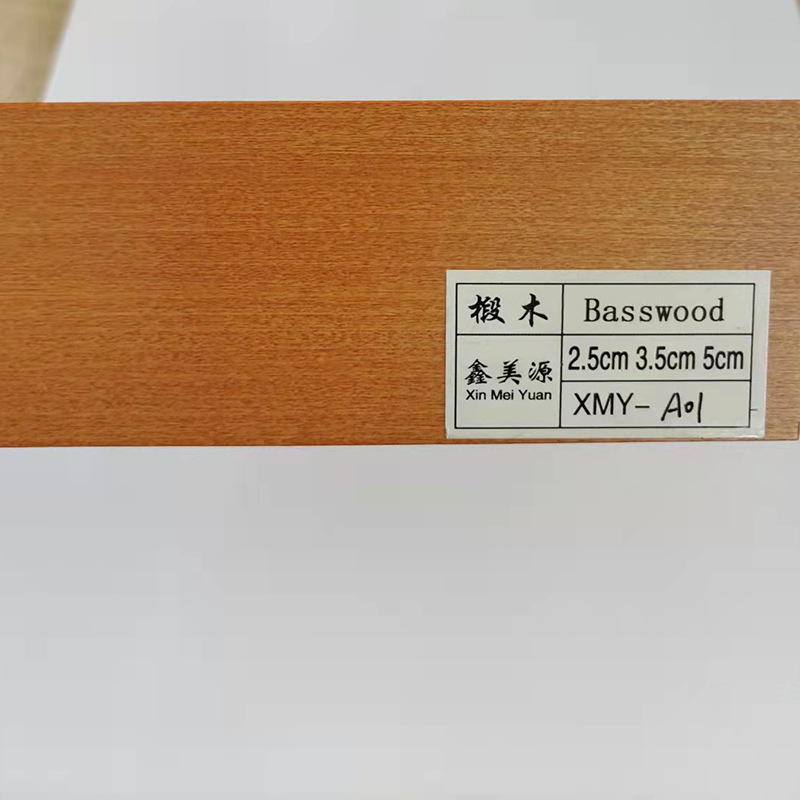 椴木 Basswood
鑫美源 2.5cm 3.5cm 5cm
Xin Mei Yuan
XMY-A01